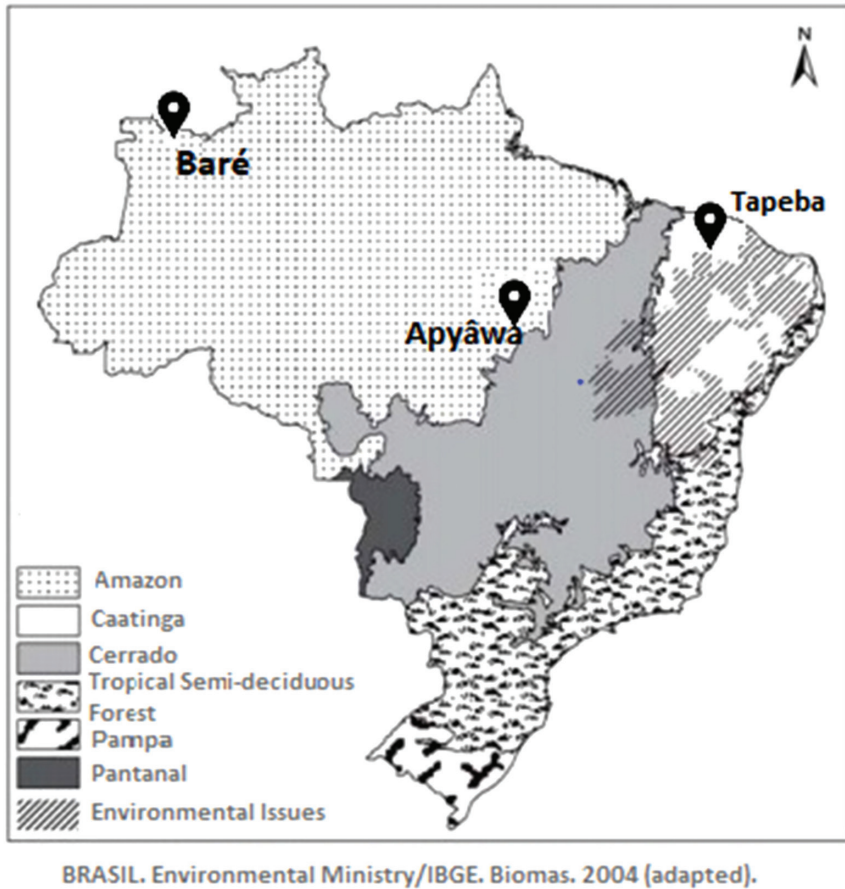 N
Baré
Tapeba
Apyâwa
Amazon
Caatinga
Cerrado
Tropical Semi-deciduous
Forest
Pampa
Pantanal
Environmental Issues
BRASIL. Environmental Ministry/IBGE. Biomas. 2004 (adapted).